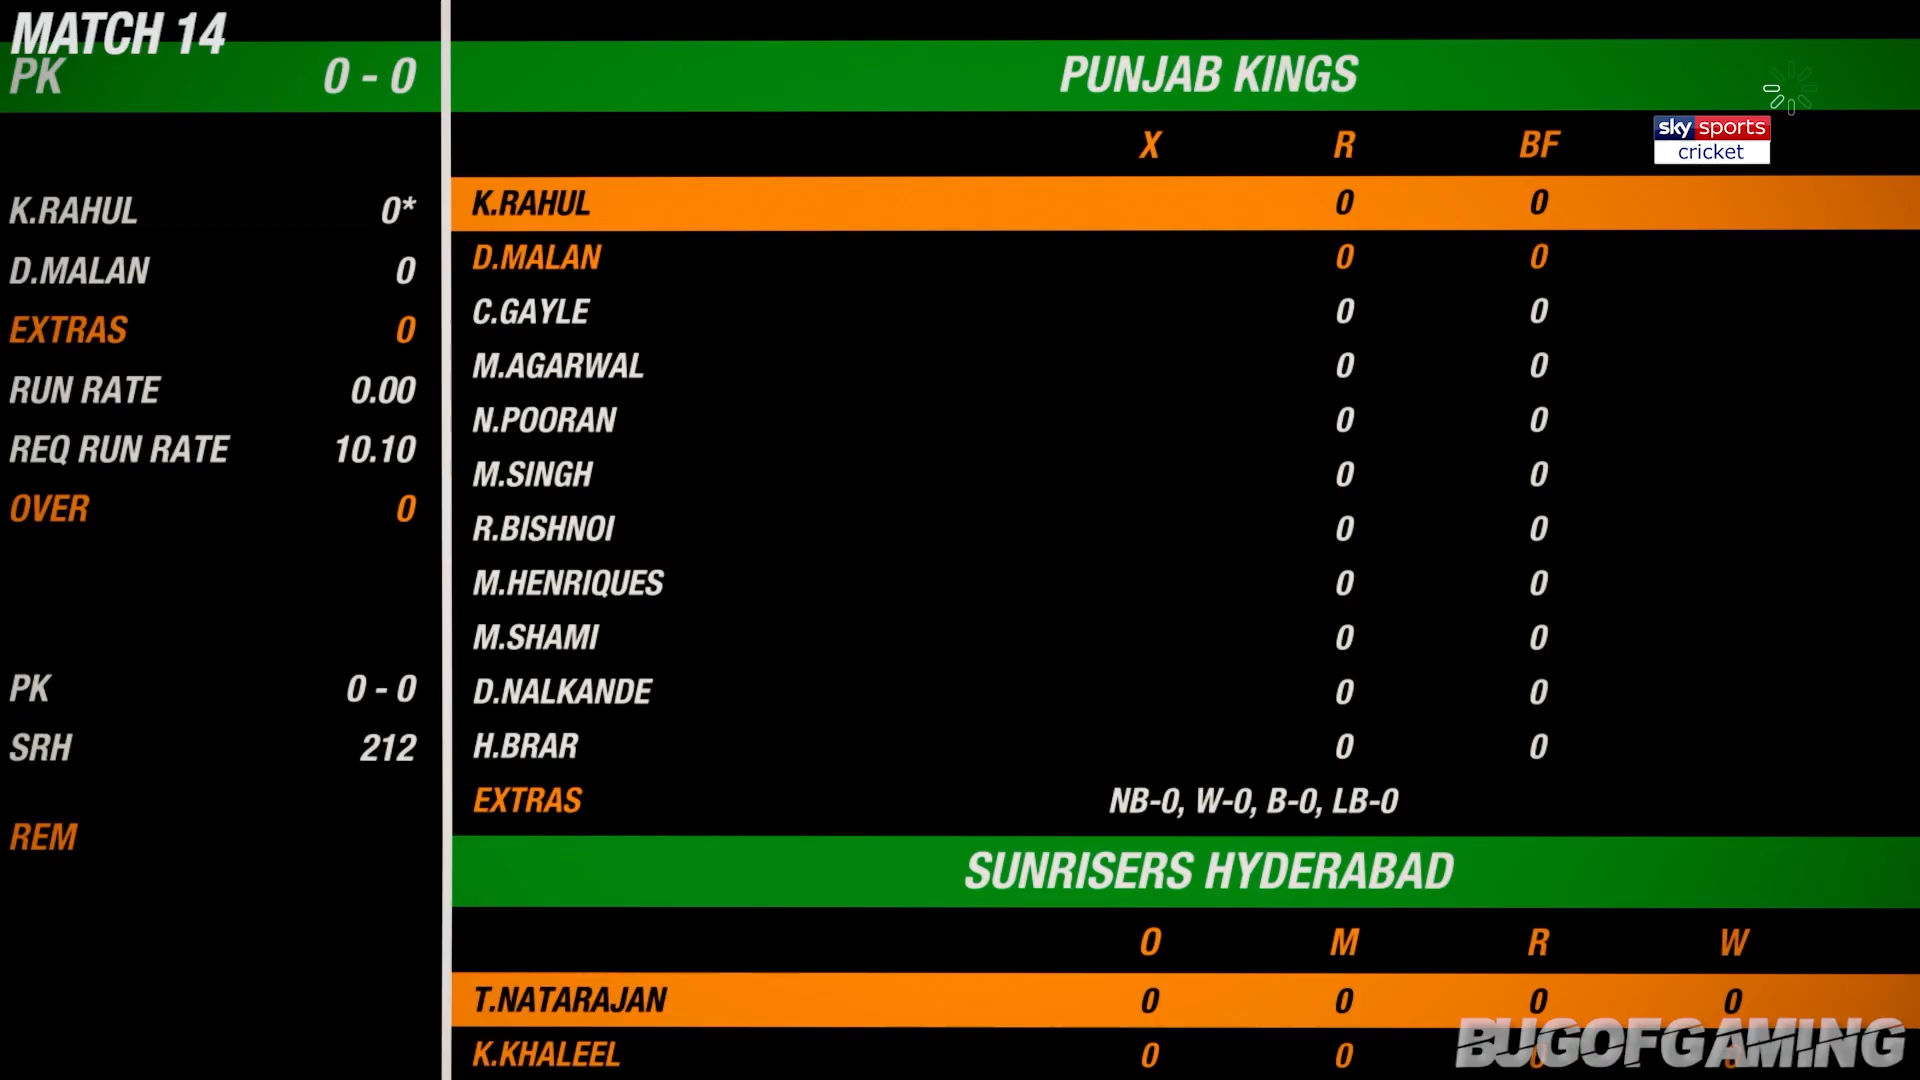 MATCH 14
PK 0 - 0
K.RAHUL 0*
D.MALAN 0
EXTRAS 0
RUN RATE 0.00
REQ RUN RATE 10.10
OVER 0
PK 0 - 0
SRH 212
REM
PUNJAB KINGS
X R BF
sky sports
cricket
K.RAHUL 0 0
D.MALAN 0 0
C.GAYLE 0 0
M.AGARWAL 0 0
N.POORAN 0 0
M.SINGH 0 0
R.BISHNOI 0 0
M.HENRIQUES 0 0
M.SHAMI 0 0
D.NALKANDE 0 0
H.BRAR 0 0
EXTRAS NB-0, W-0, B-0, LB-0
SUNRISERS HYDERABAD
O M R W
T.NATARAJAN 0 0 0 0
K.KHALEEL 0 0 0 0
BUGOFGAMING